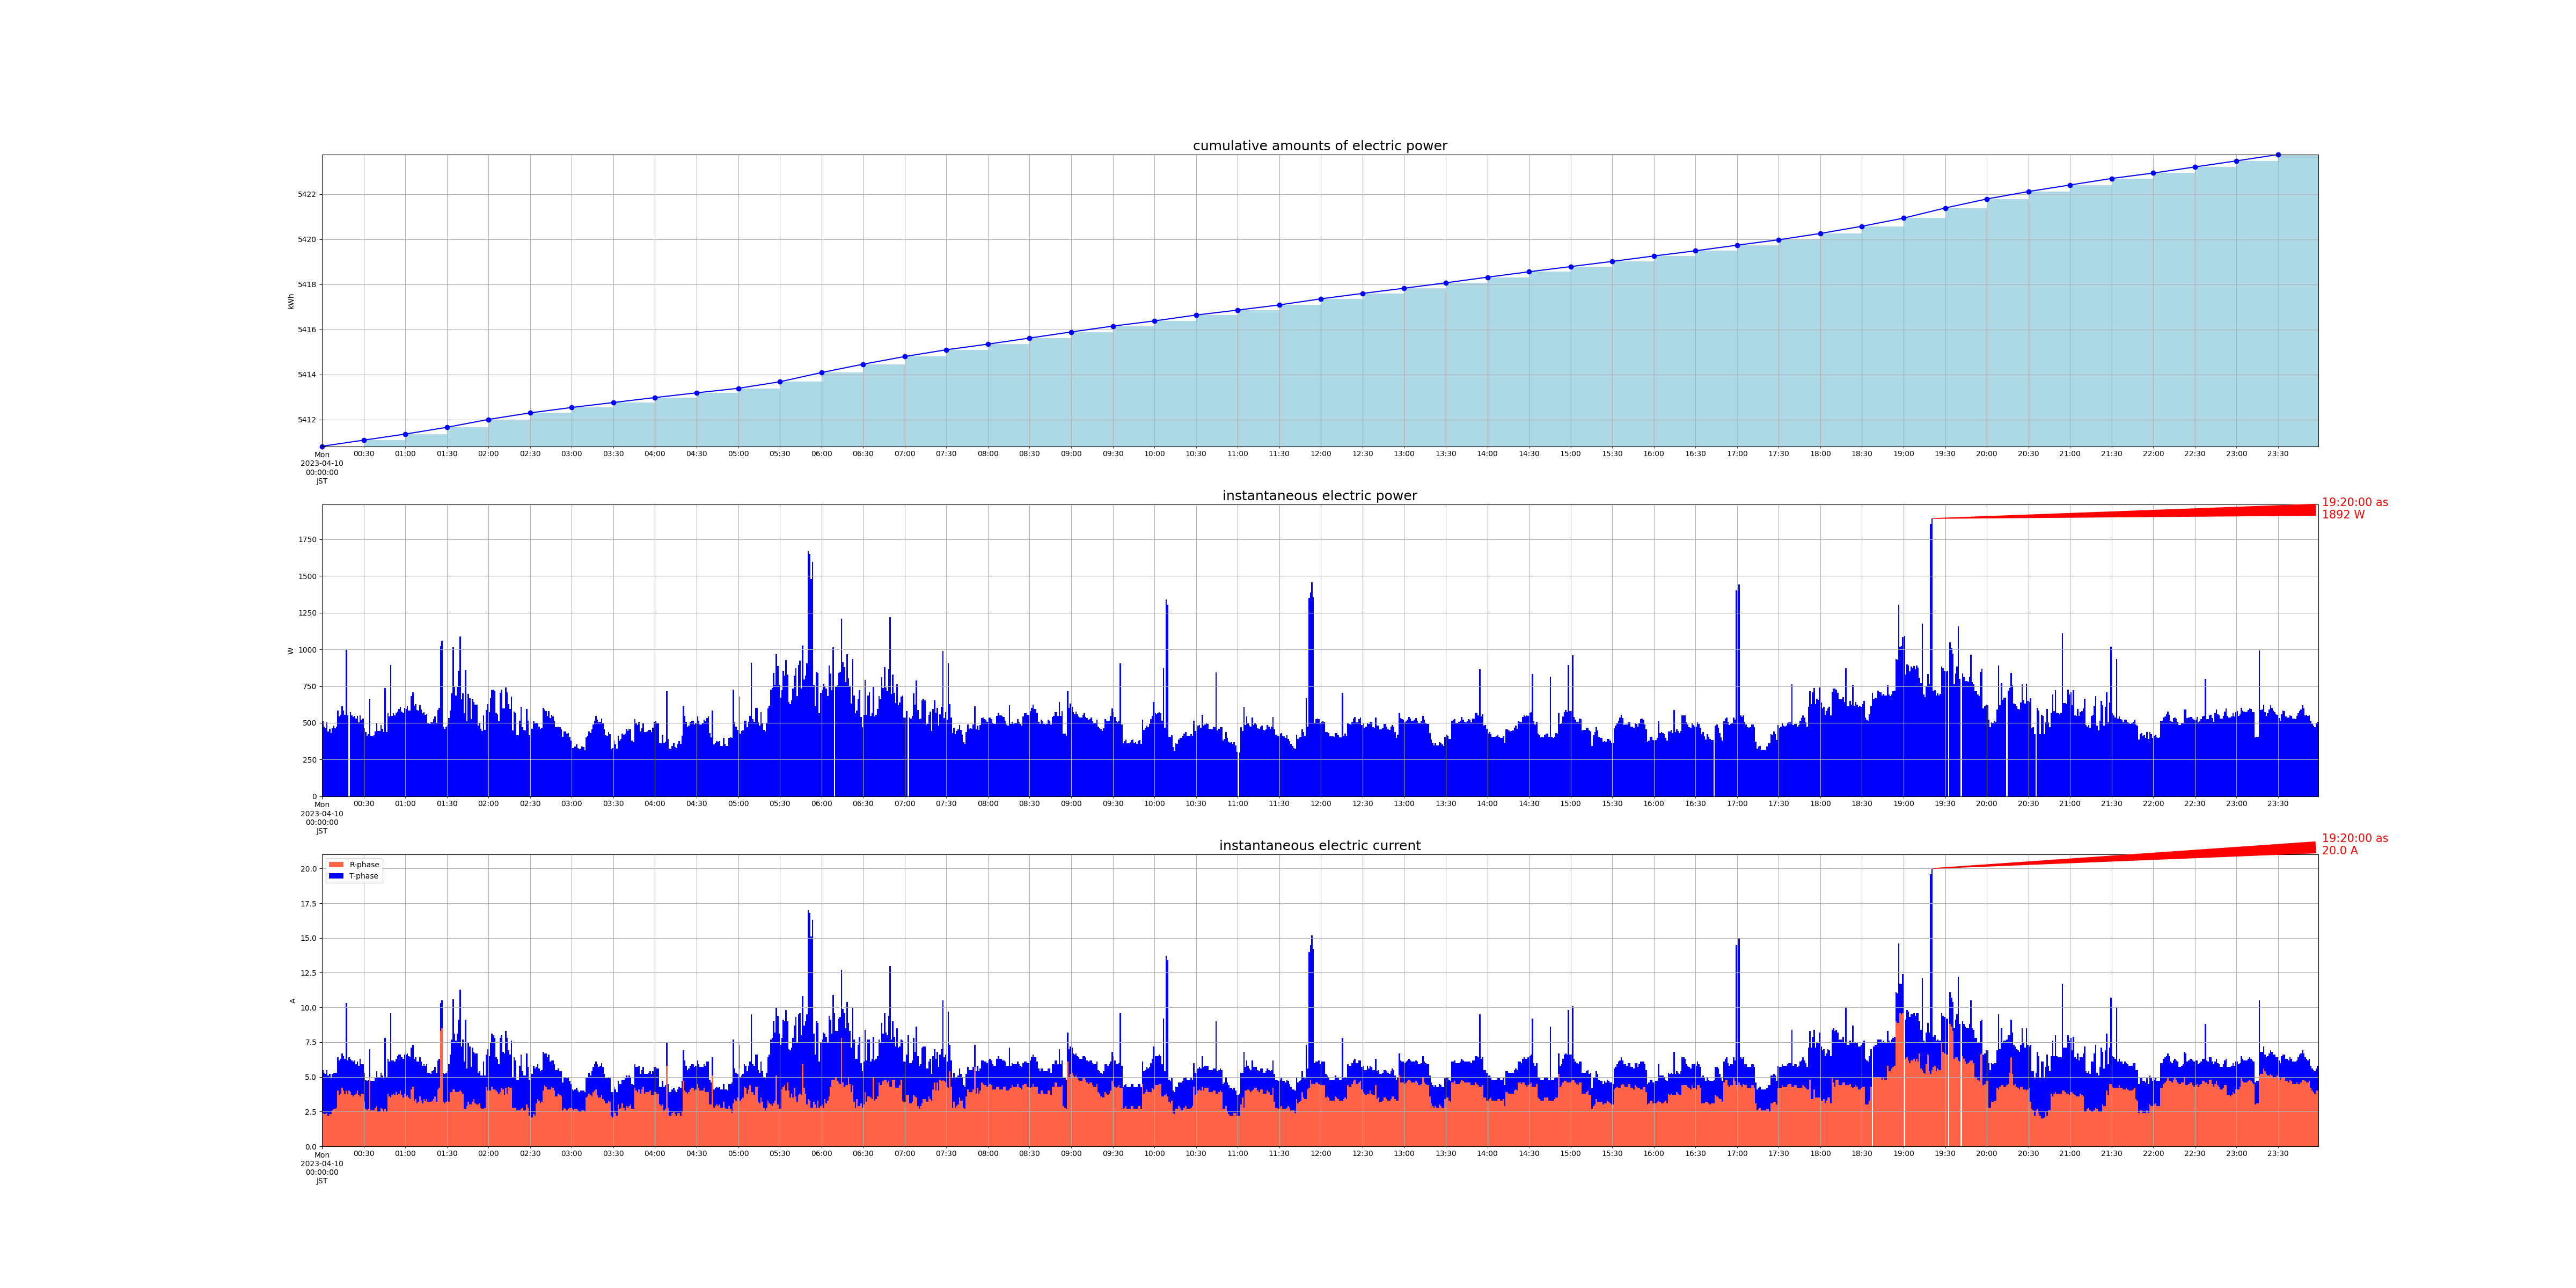 cumulative amounts of electric power
5422
5420
5418
5416
5414
5412
kWh
Mon
2023-04-10
00:00:00
JST
00:30 01:00 01:30 02:00 02:30 03:00 03:30 04:00 04:30 05:00 05:30 06:00 06:30 07:00 07:30 08:00 08:30 09:00 09:30 10:00 10:30 11:00 11:30 12:00 12:30 13:00 13:30 14:00 14:30 15:00 15:30 16:00 16:30 17:00 17:30 18:00 18:30 19:00 19:30 20:00 20:30 21:00 21:30 22:00 22:30 23:00 23:30
instantaneous electric power
19:20:00 as
1892 W
1750
1500
1250
1000
750
500
250
0
W
Mon
2023-04-10
00:00:00
JST
00:30 01:00 01:30 02:00 02:30 03:00 03:30 04:00 04:30 05:00 05:30 06:00 06:30 07:00 07:30 08:00 08:30 09:00 09:30 10:00 10:30 11:00 11:30 12:00 12:30 13:00 13:30 14:00 14:30 15:00 15:30 16:00 16:30 17:00 17:30 18:00 18:30 19:00 19:30 20:00 20:30 21:00 21:30 22:00 22:30 23:00 23:30
instantaneous electric current
19:20:00 as
20.0 A
R-phase
T-phase
20.0
17.5
15.0
12.5
10.0
7.5
5.0
2.5
0.0
A
Mon
2023-04-10
00:00:00
JST
00:30 01:00 01:30 02:00 02:30 03:00 03:30 04:00 04:30 05:00 05:30 06:00 06:30 07:00 07:30 08:00 08:30 09:00 09:30 10:00 10:30 11:00 11:30 12:00 12:30 13:00 13:30 14:00 14:30 15:00 15:30 16:00 16:30 17:00 17:30 18:00 18:30 19:00 19:30 20:00 20:30 21:00 21:30 22:00 22:30 23:00 23:30